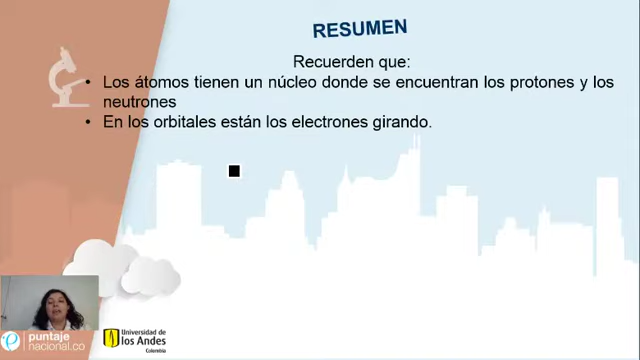 RESUMEN
Recuerden que:
• Los átomos tienen un núcleo donde se encuentran los protones y los
neutrones
• En los orbitales están los electrones girando.
puntaje
nacional.co
Universidad de
los Andes
Colombia